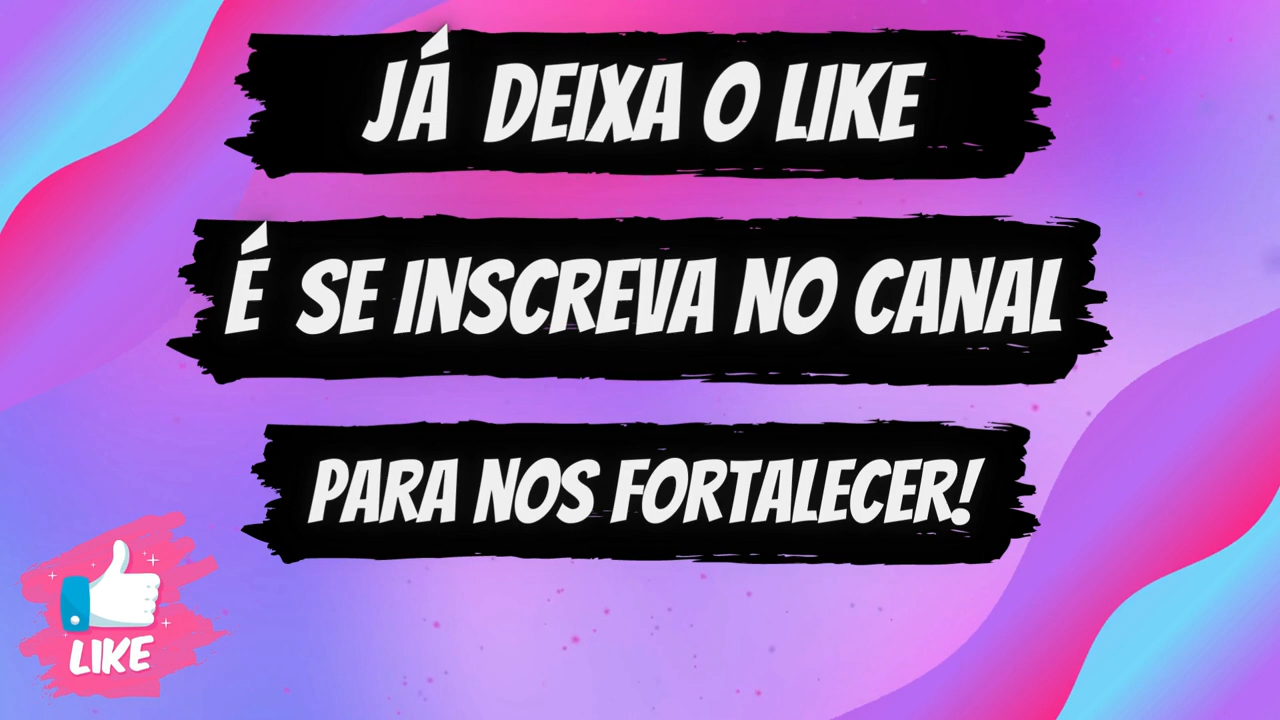 JÁ DEIXA O LIKE
É SE INSCREVA NO CANAL
PARA NOS FORTALECER!
LIKE